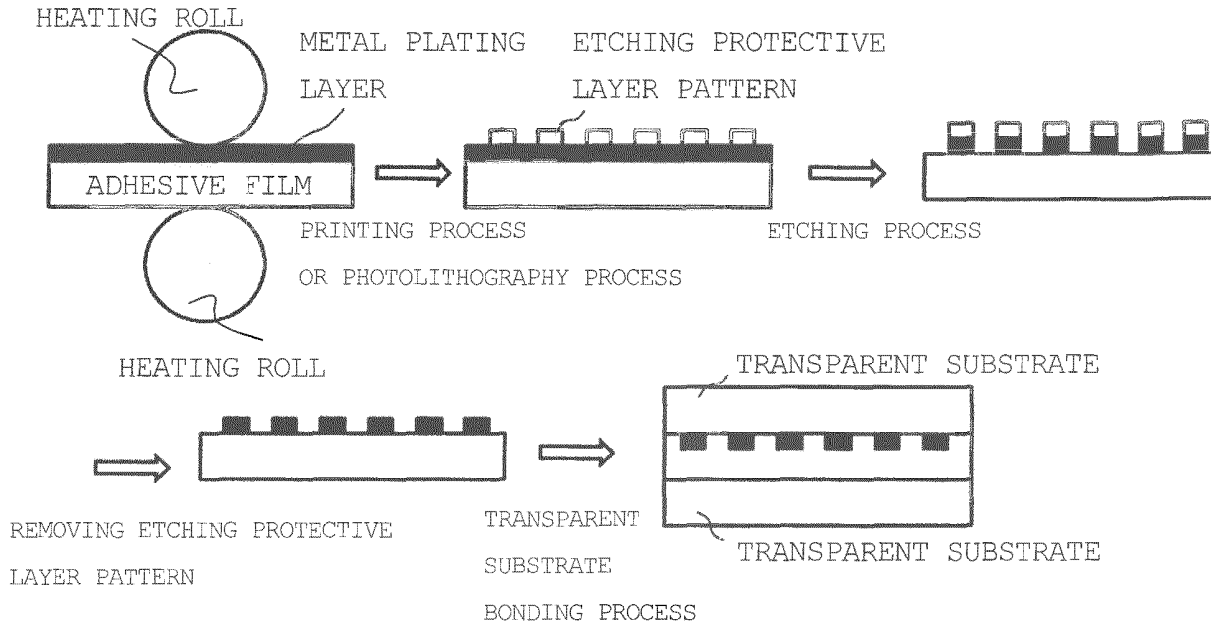 HEATING ROLL
METAL PLATING
LAYER
ETCHING PROTECTIVE
LAYER PATTERN
ADHESIVE FILM
PRINTING PROCESS
OR PHOTOLITHOGRAPHY PROCESS
ETCHING PROCESS
HEATING ROLL
TRANSPARENT SUBSTRATE
REMOVING ETCHING PROTECTIVE
LAYER PATTERN
TRANSPARENT
SUBSTRATE
BONDING PROCESS
TRANSPARENT SUBSTRATE